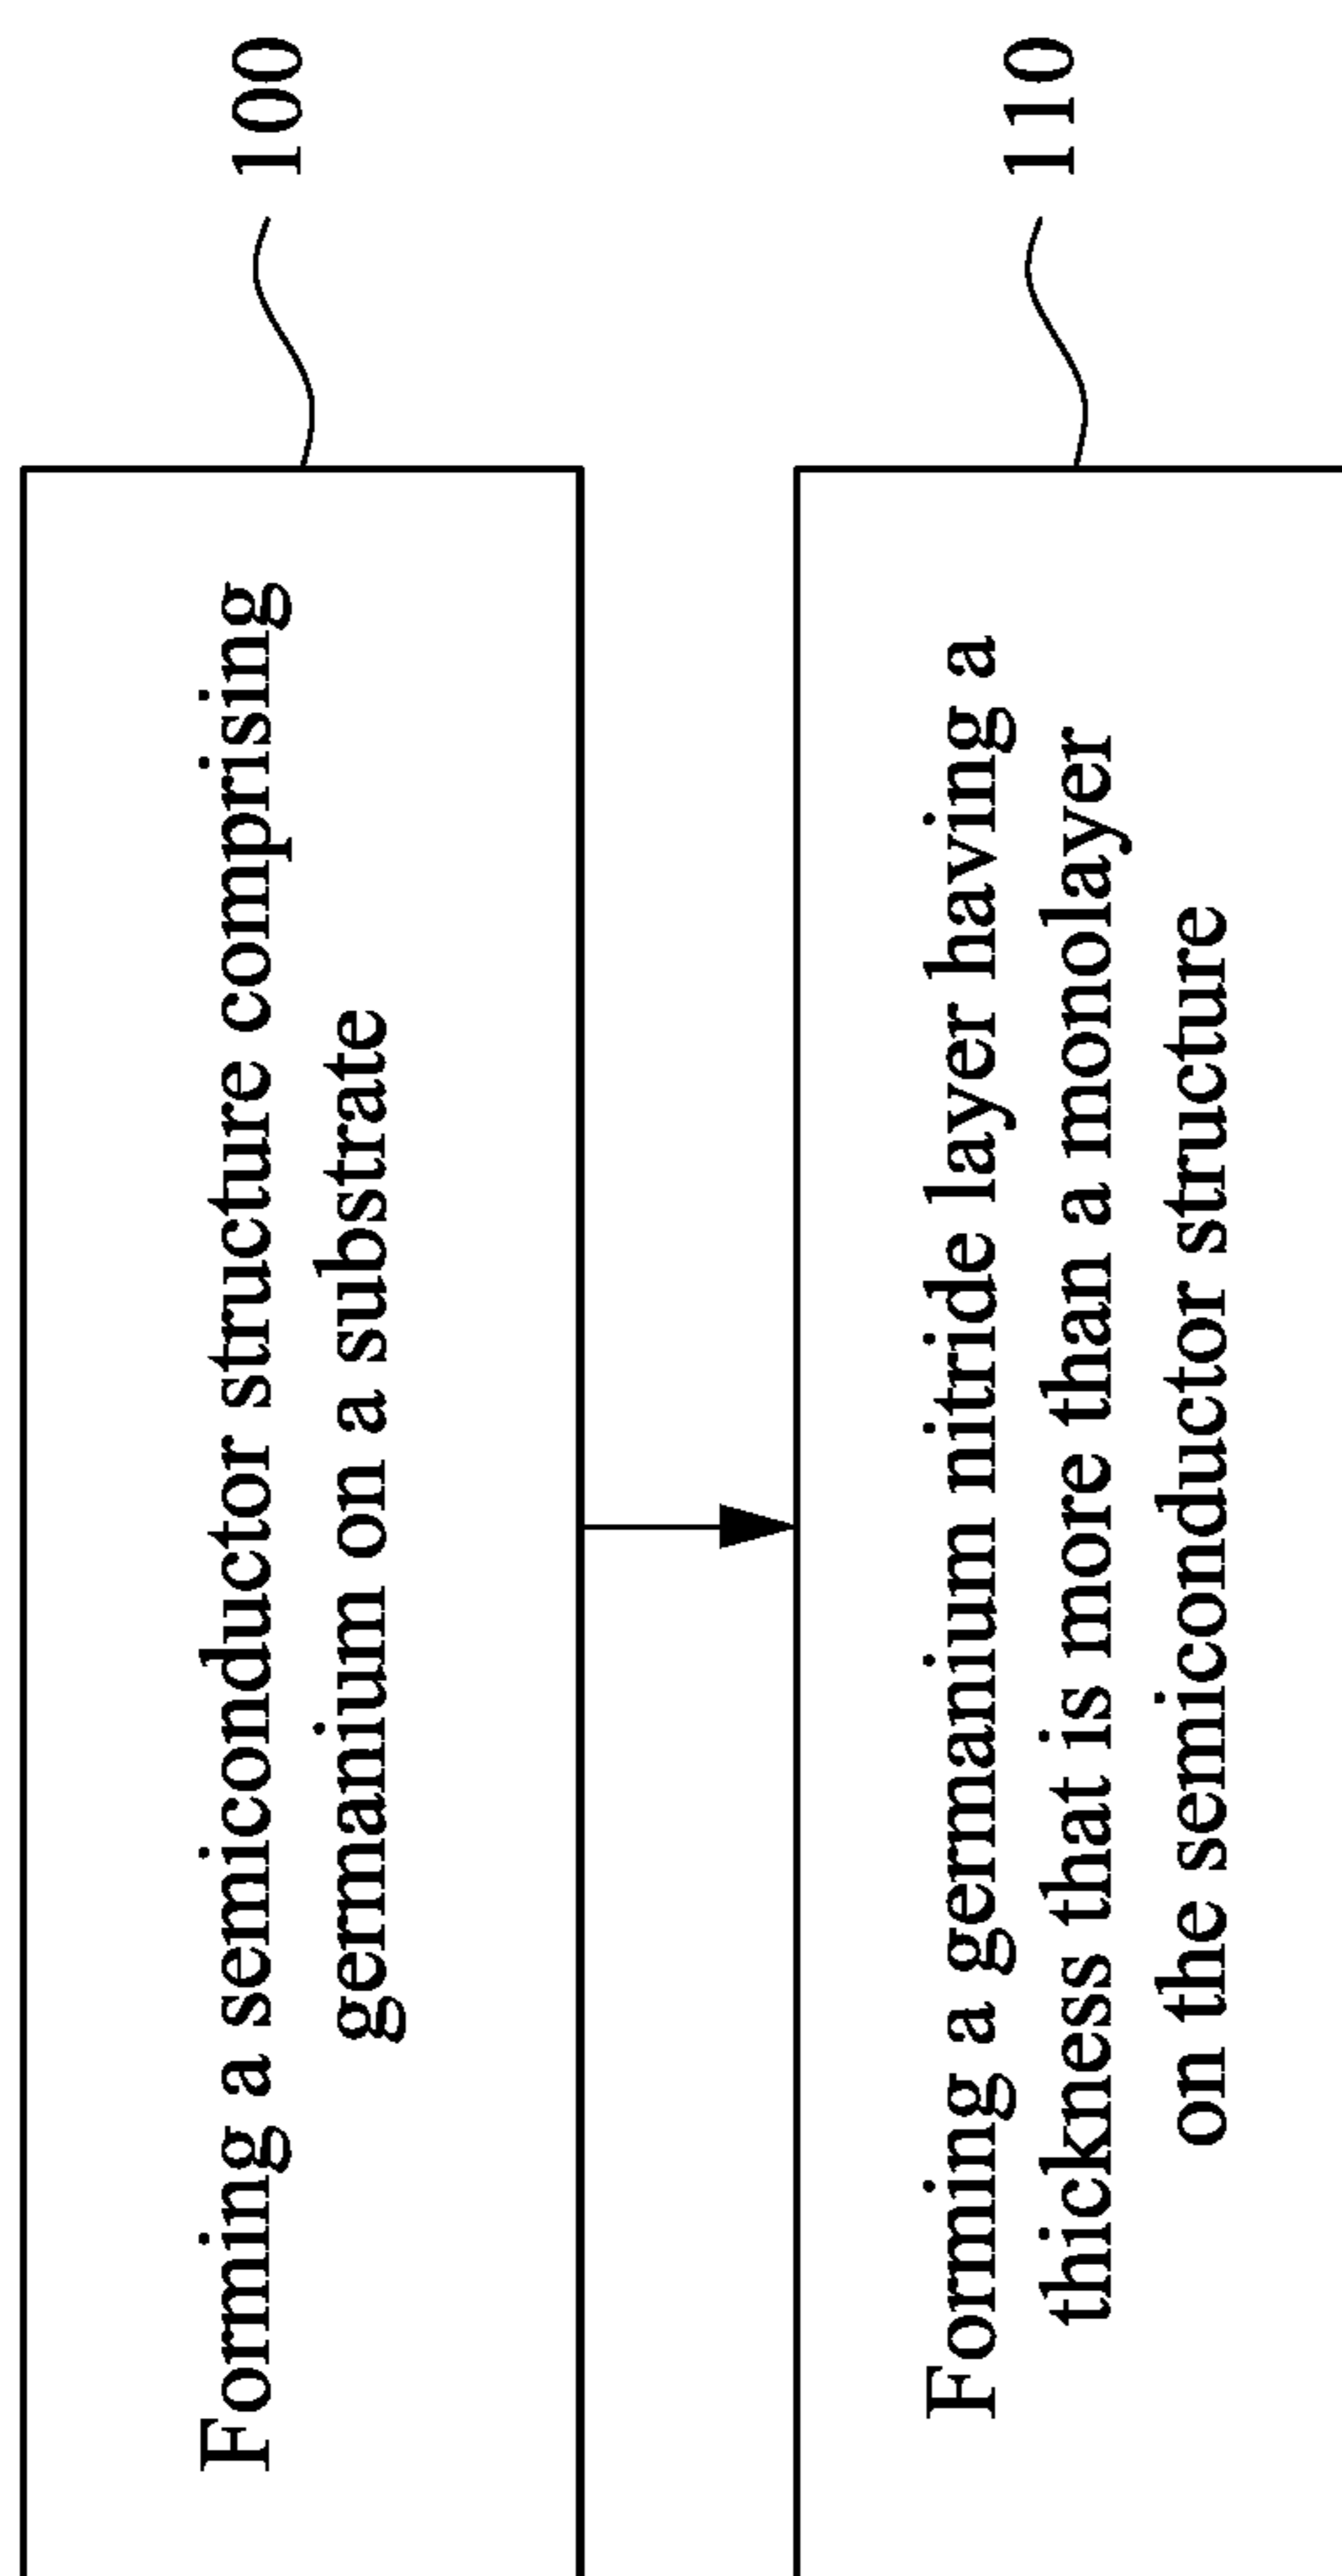 Forming a semiconductor structure comprising
germanium on a substrate
100
Forming a germanium nitride layer having a
thickness that is more than a monolayer
on the semiconductor structure
110